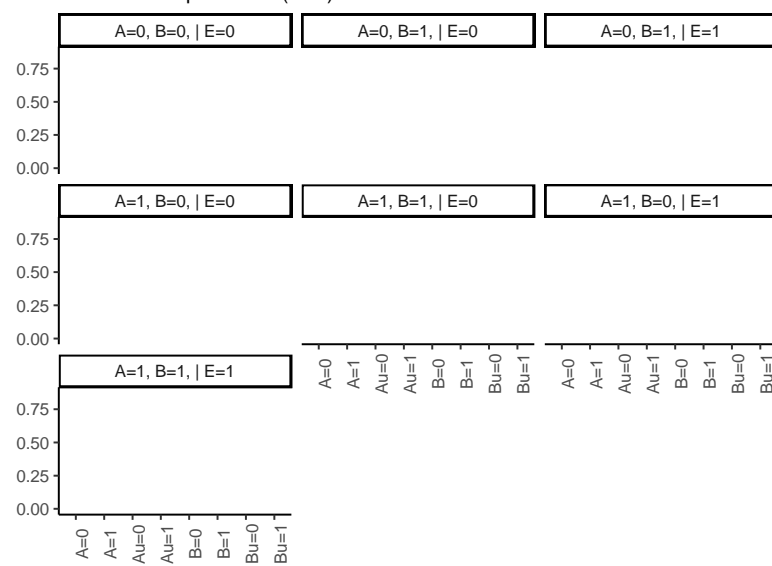 A=0, B=0, | E=0
A=0, B=1, | E=0
A=0, B=1, | E=1
0.75
0.50
0.25
0.00
A=1, B=0, | E=0
A=1, B=1, | E=0
A=1, B=0, | E=1
0.75
0.50
0.25
0.00
A=0
A=1
Au=0
Au=1
B=0
B=1
Bu=0
Bu=1
A=0
A=1
Au=0
Au=1
B=0
B=1
Bu=0
Bu=1
A=1, B=1, | E=1
0.75
0.50
0.25
0.00
A=0
A=1
Au=0
Au=1
B=0
B=1
Bu=0
Bu=1